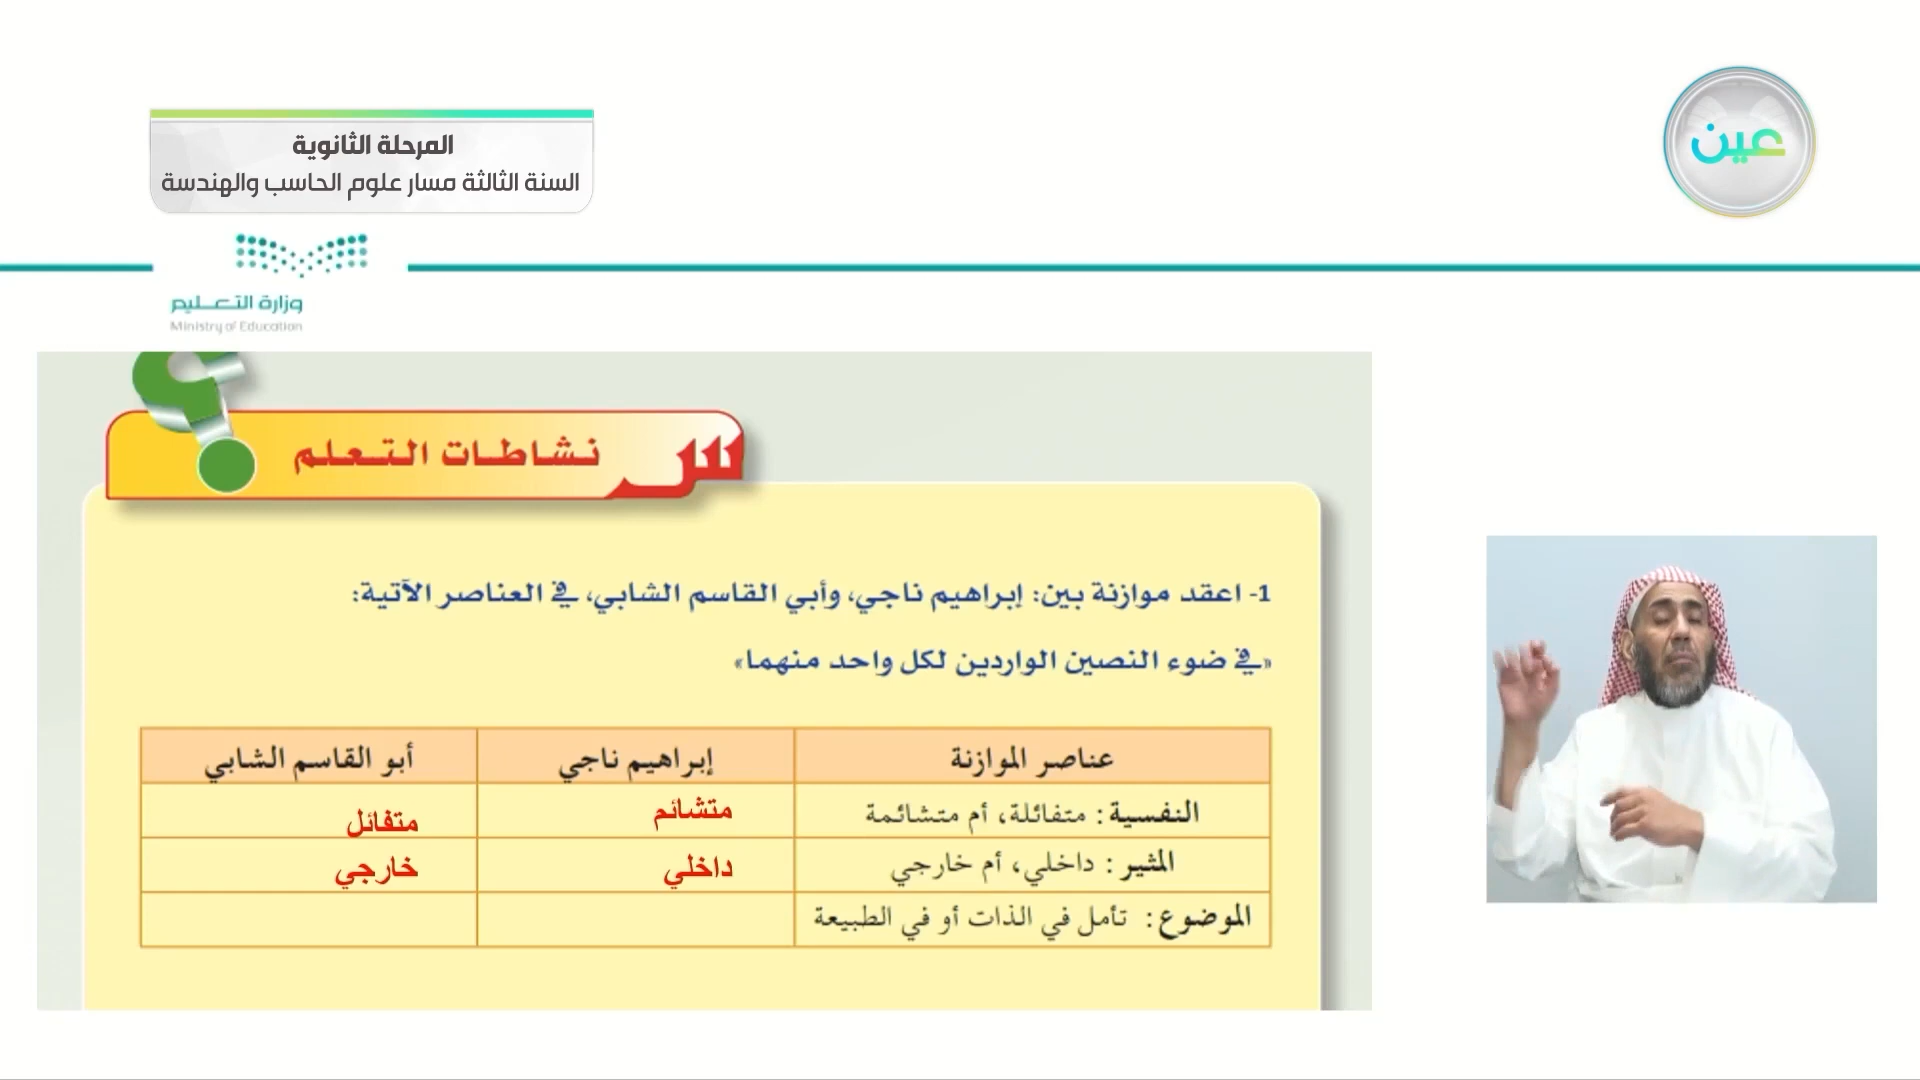 المرحلة الثانوية
السنة الثالثة مسار علوم الحاسب والهندسة
عين
وزارة التعليم
Ministry of Education
س نشاطات التعلم
1- اعقد موازنة بين: إبراهيم ناجي، وأبي القاسم الشابي، في العناصر الآتية:
«في ضوء النصين الواردين لكل واحد منهما»
عناصر الموازنة إبراهيم ناجي أبو القاسم الشابي
النفسية: متفائلة، أم متشائمة متشائم متفائل
المثير: داخلي، أم خارجي داخلي خارجي
الموضوع: تأمل في الذات أو في الطبيعة